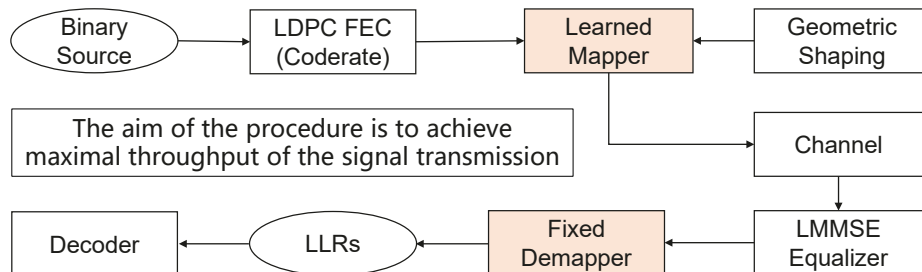 Binary
Source
LDPC FEC
(Coderate)
Learned
Mapper
Geometric
Shaping
The aim of the procedure is to achieve
maximal throughput of the signal transmission
Channel
Decoder
LLRs
Fixed
Demapper
LMMSE
Equalizer